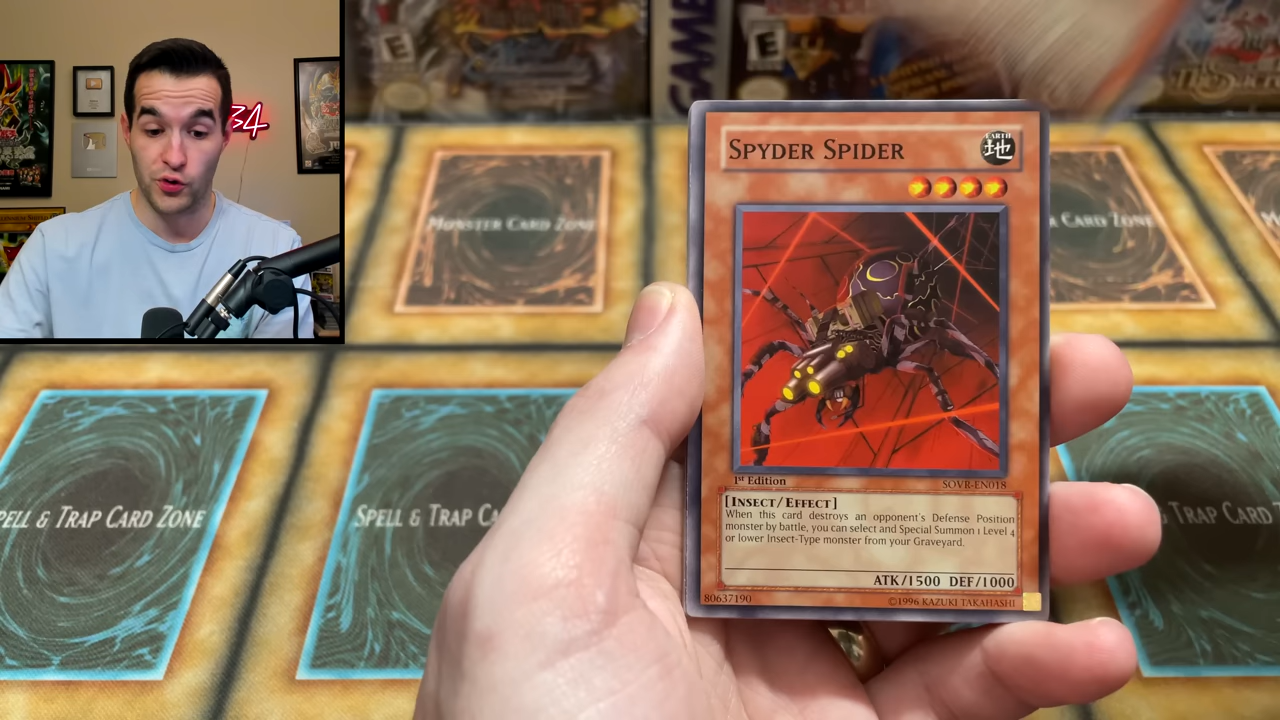 34
E
GAME
E
MONSTER CARD ZONE
CARD ZONE
SPELL & TRAP CARD ZONE
SPELL & TRAP CA
TRAP CARD
SPYDER SPIDER
EARTH
地
1st Edition
SOVR-EN018
[INSECT/EFFECT]
When this card destroys an opponent's Defense Position
monster by battle, you can select and Special Summon 1 Level 4
or lower Insect-Type monster from your Graveyard.
ATK/1500 DEF/1000
80637190
©1996 KAZUKI TAKAHASHI